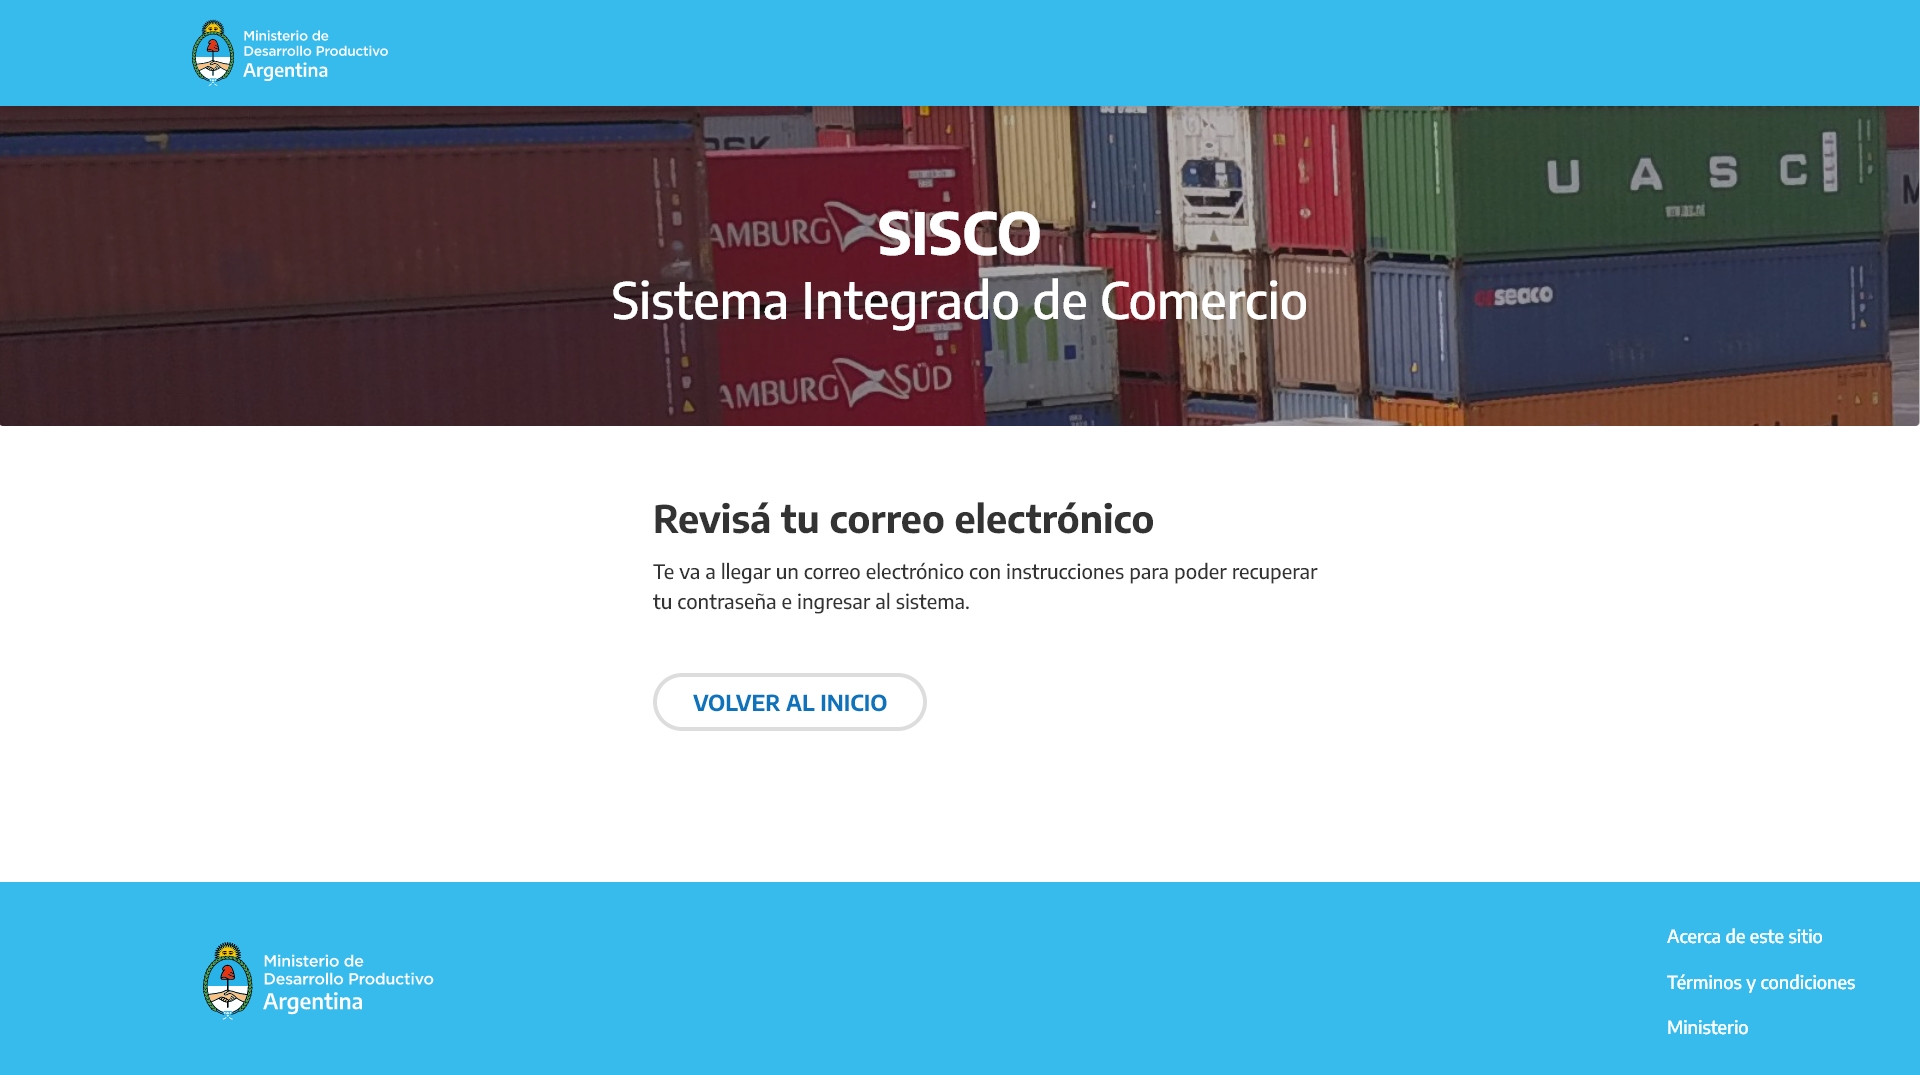 Ministerio de
Desarrollo Productivo
Argentina
SISCO
Sistema Integrado de Comercio
AMBURG
U A S C
seaco
AMBURG SÜD
Revisá tu correo electrónico
Te va a llegar un correo electrónico con instrucciones para poder recuperar
tu contraseña e ingresar al sistema.
VOLVER AL INICIO
Ministerio de
Desarrollo Productivo
Argentina
Acerca de este sitio
Términos y condiciones
Ministerio